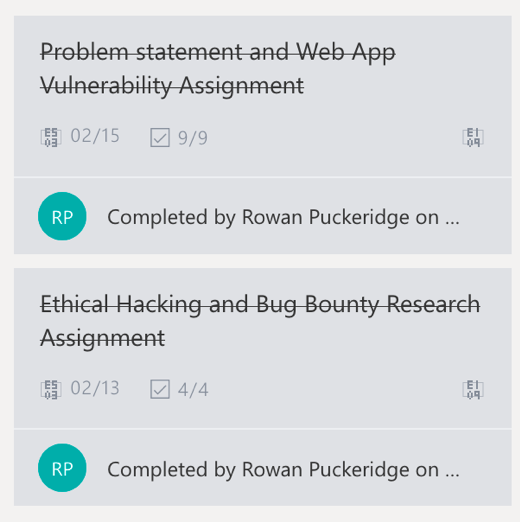 Problem statement and Web App
Vulnerability Assignment
02/15 9/9
RP Completed by Rowan Puckeridge on ...
Ethical Hacking and Bug Bounty Research
Assignment
02/13 4/4
RP Completed by Rowan Puckeridge on ...